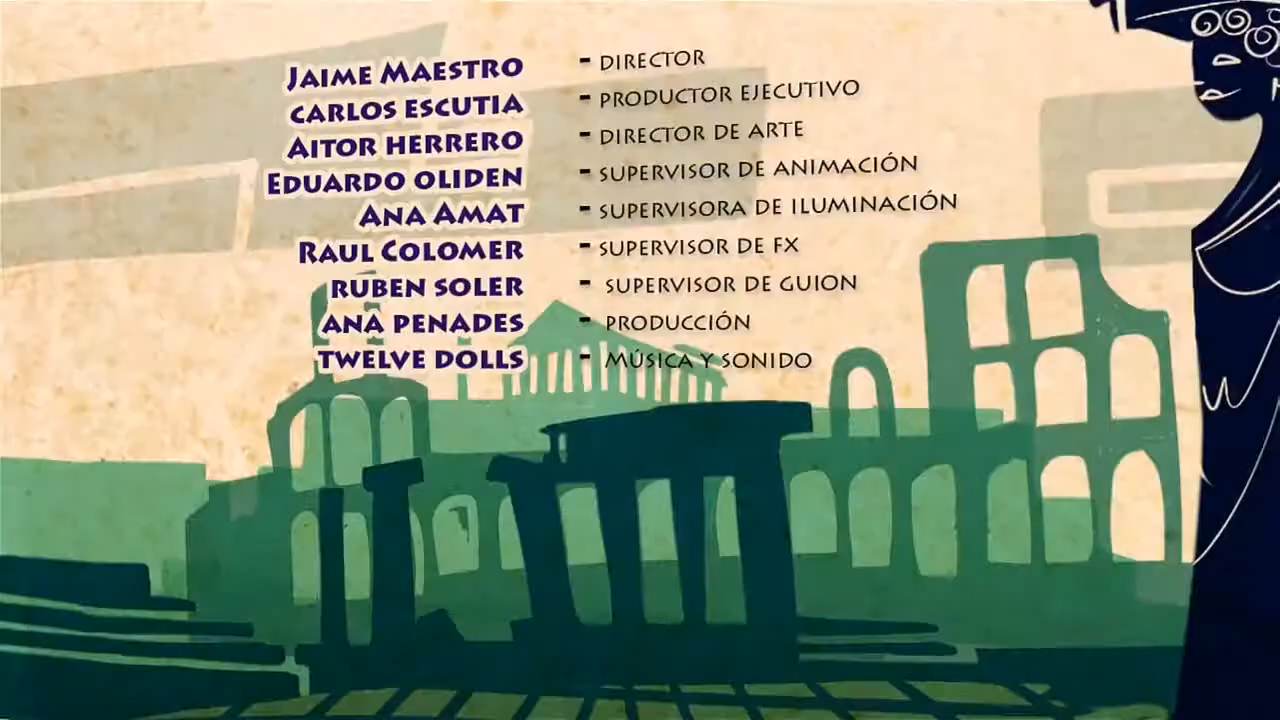 JAIME MAESTRO - DIRECTOR
CARLOS ESCUTIA - PRODUCTOR EJECUTIVO
AITOR HERRERO - DIRECTOR DE ARTE
EDUARDO OLIDEN - SUPERVISOR DE ANIMACIÓN
ANA AMAT - SUPERVISORA DE ILUMINACIÓN
RAUL COLOMER - SUPERVISOR DE FX
RUBEN SOLER - SUPERVISOR DE GUION
ANA PENADES - PRODUCCIÓN
TWELVE DOLLS - MÚSICA Y SONIDO